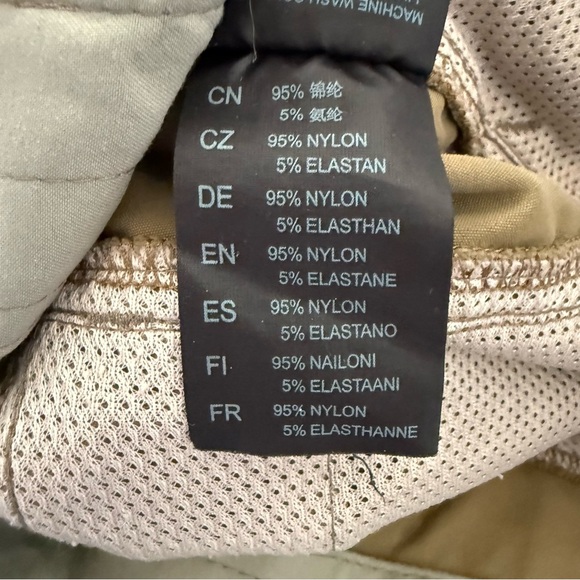 MACHINE WASH CO
CN 95% 锦纶
5% 氨纶
CZ 95% NYLON
5% ELASTAN
DE 95% NYLON
5% ELASTHAN
EN 95% NYLON
5% ELASTANE
ES 95% NYLON
5% ELASTANO
FI 95% NAILONI
5% ELASTAANI
FR 95% NYLON
5% ELASTHANNE